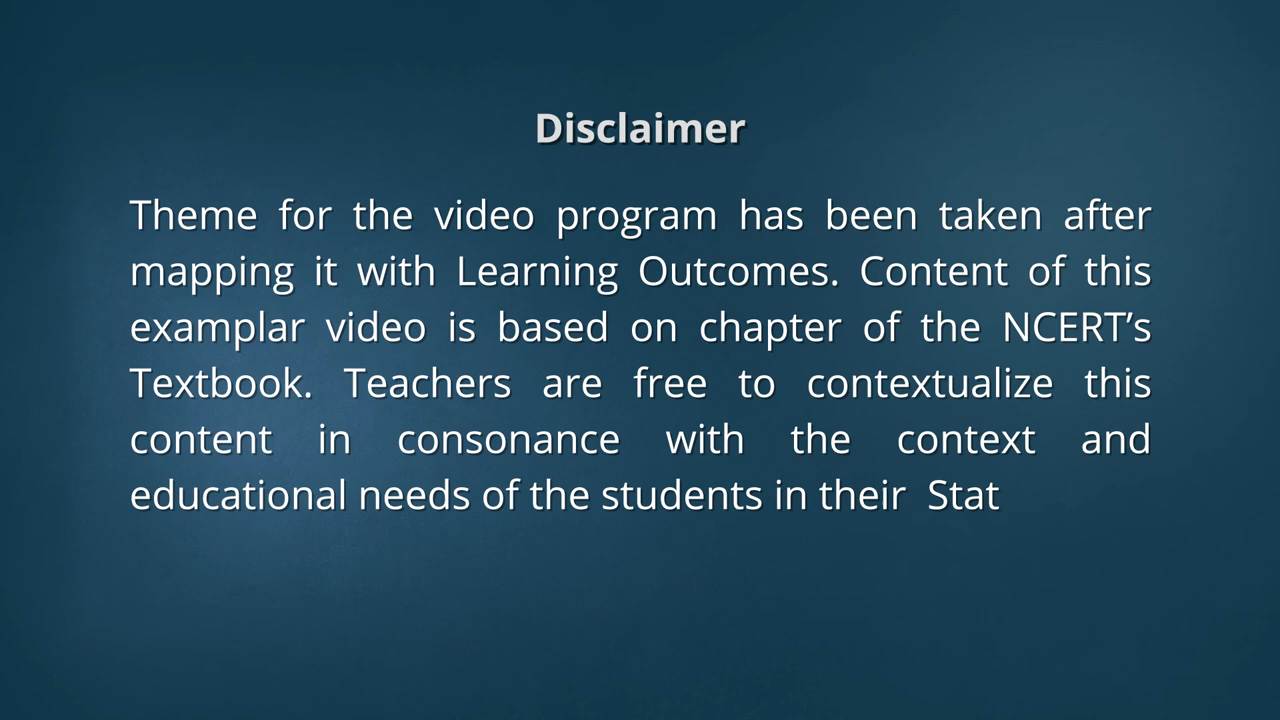 Disclaimer
Theme for the video program has been taken after
mapping it with Learning Outcomes. Content of this
examplar video is based on chapter of the NCERT’s
Textbook. Teachers are free to contextualize this
content in consonance with the context and
educational needs of the students in their  Stat